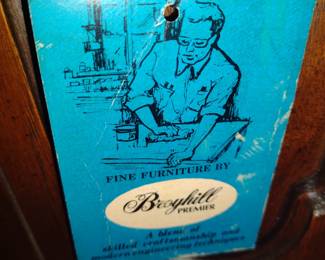 FINE FURNITURE BY
Broyhill
PREMIER
A blend of
skilled craftsmanship and
modern engineering techniques